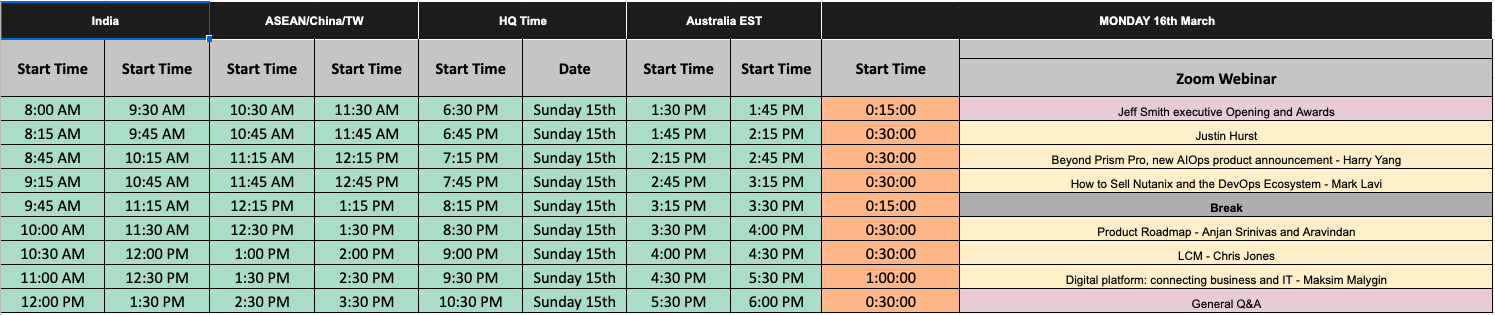 India ASEAN/China/TW HQ Time Australia EST MONDAY 16th March
Start Time Start Time Start Time Start Time Start Time Date Start Time Start Time Start Time Zoom Webinar
8:00 AM 9:30 AM 10:30 AM 11:30 AM 6:30 PM Sunday 15th 1:30 PM 1:45 PM 0:15:00 Jeff Smith executive Opening and Awards
8:15 AM 9:45 AM 10:45 AM 11:45 AM 6:45 PM Sunday 15th 1:45 PM 2:15 PM 0:30:00 Justin Hurst
8:45 AM 10:15 AM 11:15 AM 12:15 PM 7:15 PM Sunday 15th 2:15 PM 2:45 PM 0:30:00 Beyond Prism Pro, new AIOps product announcement - Harry Yang
9:15 AM 10:45 AM 11:45 AM 12:45 PM 7:45 PM Sunday 15th 2:45 PM 3:15 PM 0:30:00 How to Sell Nutanix and the DevOps Ecosystem - Mark Lavi
9:45 AM 11:15 AM 12:15 PM 1:15 PM 8:15 PM Sunday 15th 3:15 PM 3:30 PM 0:15:00 Break
10:00 AM 11:30 AM 12:30 PM 1:30 PM 8:30 PM Sunday 15th 3:30 PM 4:00 PM 0:30:00 Product Roadmap - Anjan Srinivas and Aravindan
10:30 AM 12:00 PM 1:00 PM 2:00 PM 9:00 PM Sunday 15th 4:00 PM 4:30 PM 0:30:00 LCM - Chris Jones
11:00 AM 12:30 PM 1:30 PM 2:30 PM 9:30 PM Sunday 15th 4:30 PM 5:30 PM 1:00:00 Digital platform: connecting business and IT - Maksim Malygin
12:00 PM 1:30 PM 2:30 PM 3:30 PM 10:30 PM Sunday 15th 5:30 PM 6:00 PM 0:30:00 General Q&A